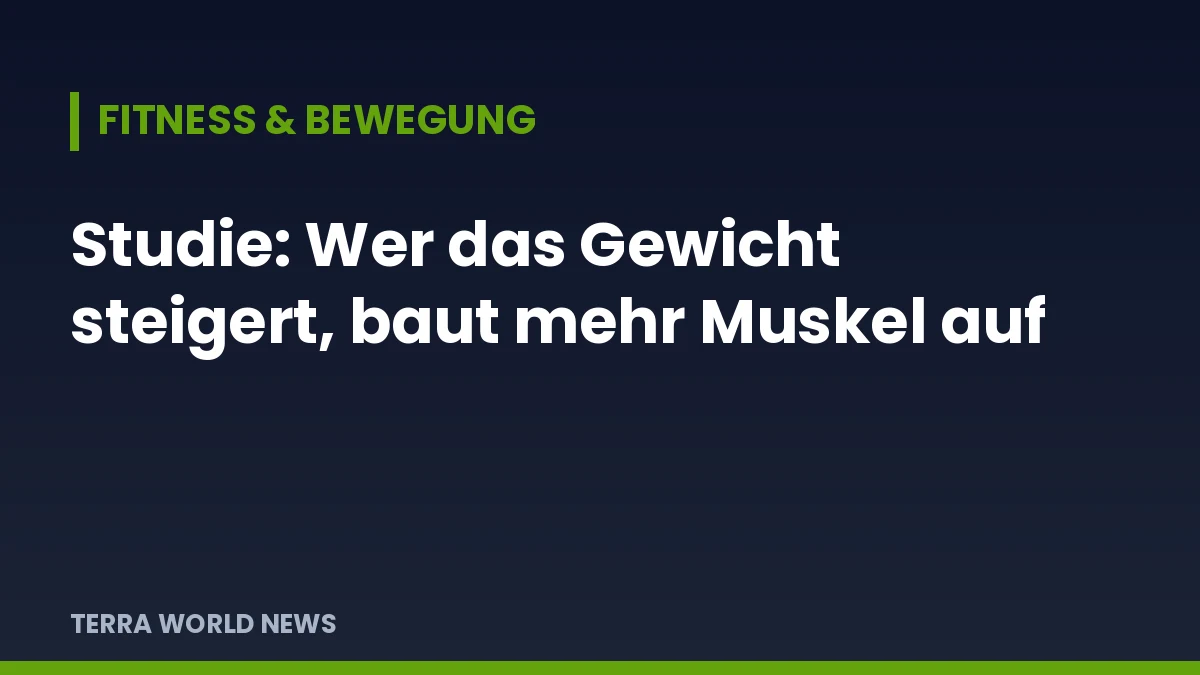 FITNESS & BEWEGUNG
Studie: Wer das Gewicht
steigert, baut mehr Muskel auf
TERRA WORLD NEWS